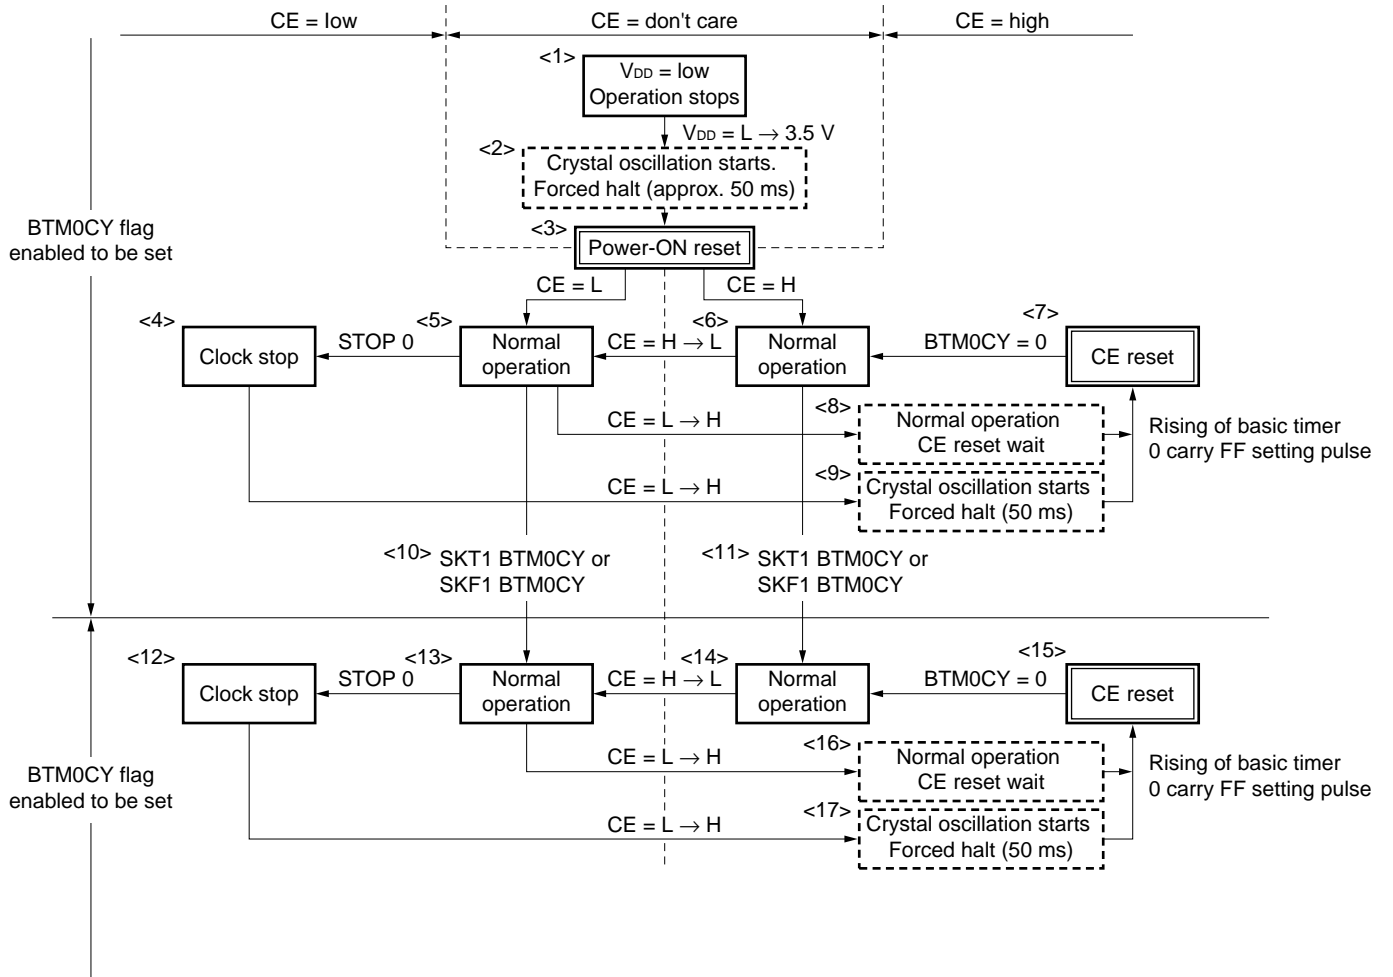 CE = low
CE = don't care
CE = high
<1>
VDD = low
Operation stops
VDD = L → 3.5 V
<2>
Crystal oscillation starts.
Forced halt (approx. 50 ms)
<3>
Power-ON reset
BTM0CY flag
enabled to be set
CE = L
CE = H
<4>
Clock stop
STOP 0
<5>
Normal
operation
CE = H → L
<6>
Normal
operation
BTM0CY = 0
<7>
CE reset
CE = L → H
<8>
Normal operation
CE reset wait
Rising of basic timer
0 carry FF setting pulse
CE = L → H
<9>
Crystal oscillation starts
Forced halt (50 ms)
<10>
SKT1 BTM0CY or
SKF1 BTM0CY
<11>
SKT1 BTM0CY or
SKF1 BTM0CY
<12>
Clock stop
STOP 0
<13>
Normal
operation
CE = H → L
<14>
Normal
operation
BTM0CY = 0
<15>
CE reset
BTM0CY flag
enabled to be set
CE = L → H
<16>
Normal operation
CE reset wait
Rising of basic timer
0 carry FF setting pulse
CE = L → H
<17>
Crystal oscillation starts
Forced halt (50 ms)